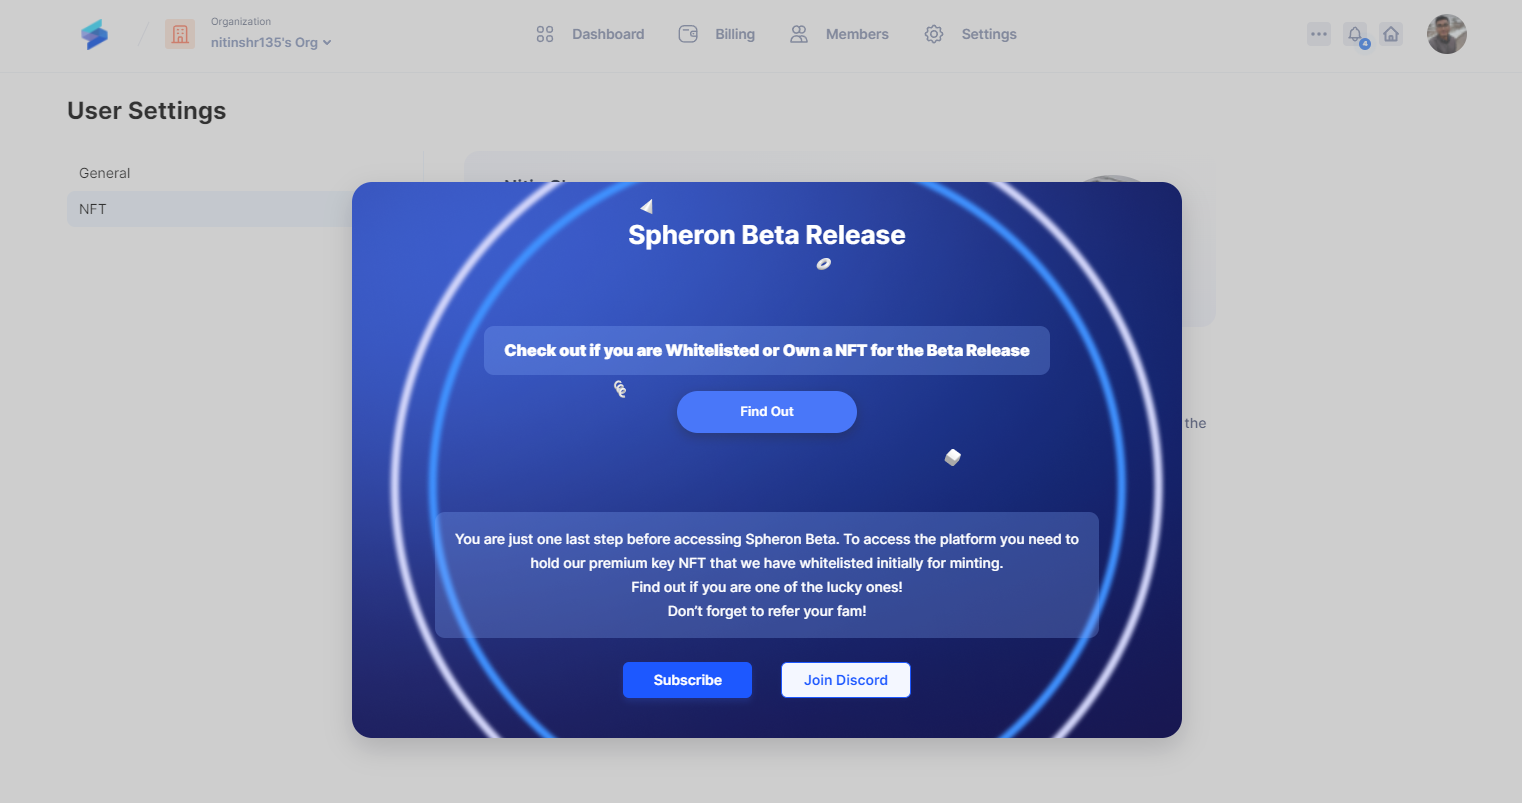 Organization
nitinshr135's Org
Dashboard
Billing
Members
Settings
4
User Settings
General
NFT
Spheron Beta Release
Check out if you are Whitelisted or Own a NFT for the Beta Release
Find Out
the
You are just one last step before accessing Spheron Beta. To access the platform you need to
hold our premium key NFT that we have whitelisted initially for minting.
Find out if you are one of the lucky ones!
Don't forget to refer your fam!
Subscribe
Join Discord